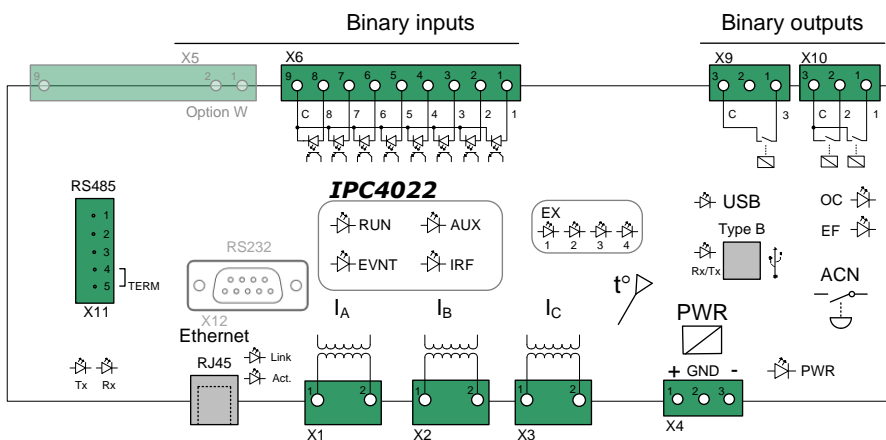 Binary inputs Binary outputs
X5 X6 X9 X10
9 2 1 9 8 7 6 5 4 3 2 1 3 2 1 3 2 1
Option W C 8 7 6 5 4 3 2 1 C 3 C 2 1
IPC4022
RS485
1
2
3
4
5
TERM
X11
RS232
X12
RUN AUX
EVNT IRF
EX
1 2 3 4
USB
Type B
Rx/Tx
OC
EF
ACN
t°
PWR
+ GND -
1 2 3
X4
PWR
Ethernet
RJ45
Link
Act.
Tx Rx
I_A I_B I_C
1 2 1 2 1 2
X1 X2 X3